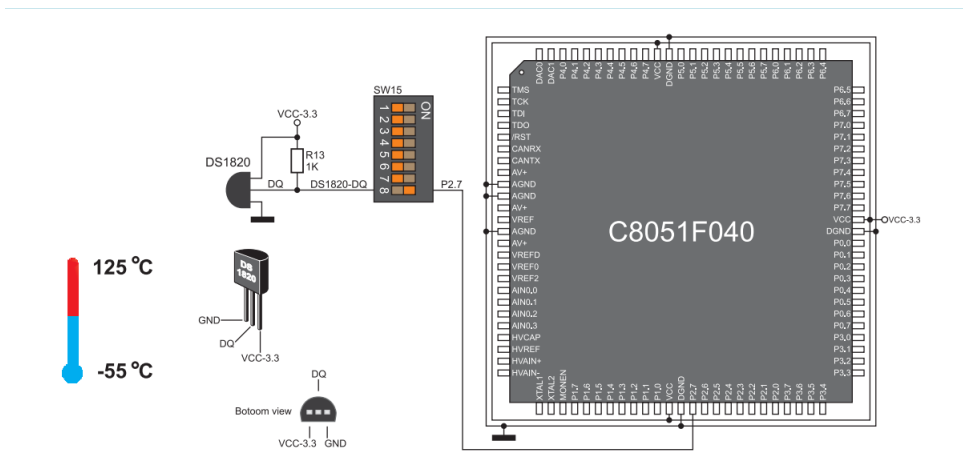 SW15
ON
1
2
3
4
5
6
7
8
VCC-3.3
R13
1K
DS1820
DQ
DS1820-DQ
P2.7
125 °C
-55 °C
DS
1820
GND
DQ
VCC-3.3
DQ
Botoom view
VCC-3.3 GND
C8051F040
DAC0
DAC1
P4.0
P4.1
P4.2
P4.3
P4.4
P4.5
P4.6
P4.7
VCC
DGND
P5.0
P5.1
P5.2
P5.3
P5.4
P5.5
P5.6
P5.7
P6.0
P6.1
P6.2
P6.3
P6.4
TMS
TCK
TDI
TDO
/RST
CANRX
CANTX
AV+
AGND
AGND
AV+
VREF
AGND
AV+
VREFD
VREF0
VREF2
AIN0.0
AIN0.1
AIN0.2
AIN0.3
HVCAP
HVREF
HVAIN+
HVAIN-
P6.5
P6.6
P6.7
P7.0
P7.1
P7.2
P7.3
P7.4
P7.5
P7.6
P7.7
VCC
DGND
P0.0
P0.1
P0.2
P0.3
P0.4
P0.5
P0.6
P0.7
P3.0
P3.1
P3.2
P3.3
VCC-3.3
XTAL1
XTAL2
MONEN
P1.7
P1.6
P1.5
P1.4
P1.3
P1.2
P1.1
P1.0
VCC
DGND
P2.7
P2.6
P2.5
P2.4
P2.3
P2.2
P2.1
P2.0
P3.7
P3.6
P3.5
P3.4